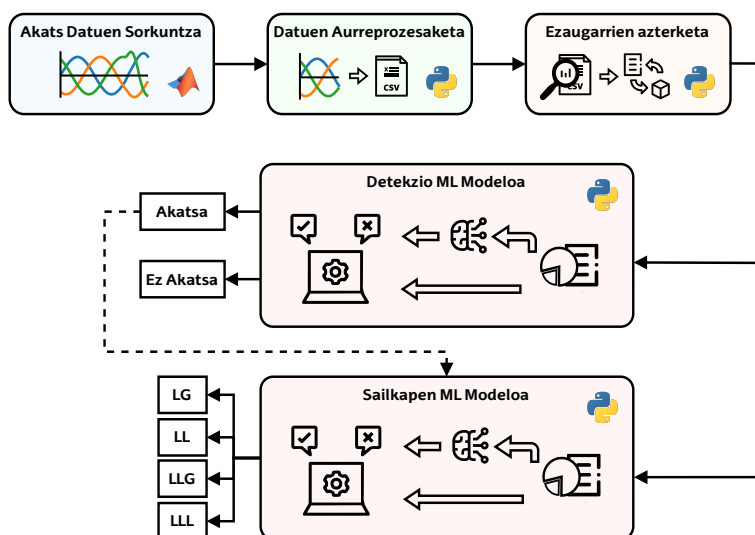 Akats Datuen Sorkuntza
Datuen Aurreprozesaketa
CSV
Ezaugarrien azterketa
CSV
Detekzio ML Modeloa
Akatsa
Ez Akatsa
Sailkapen ML Modeloa
LG
LL
LLG
LLL